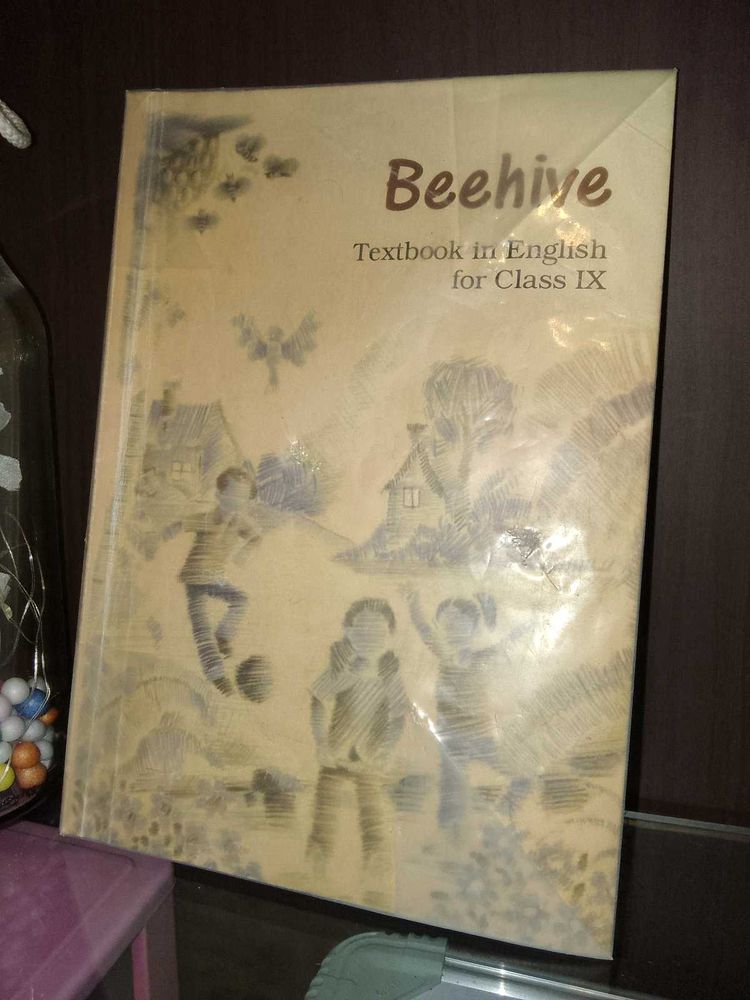 Beehive
Textbook in English
for Class IX